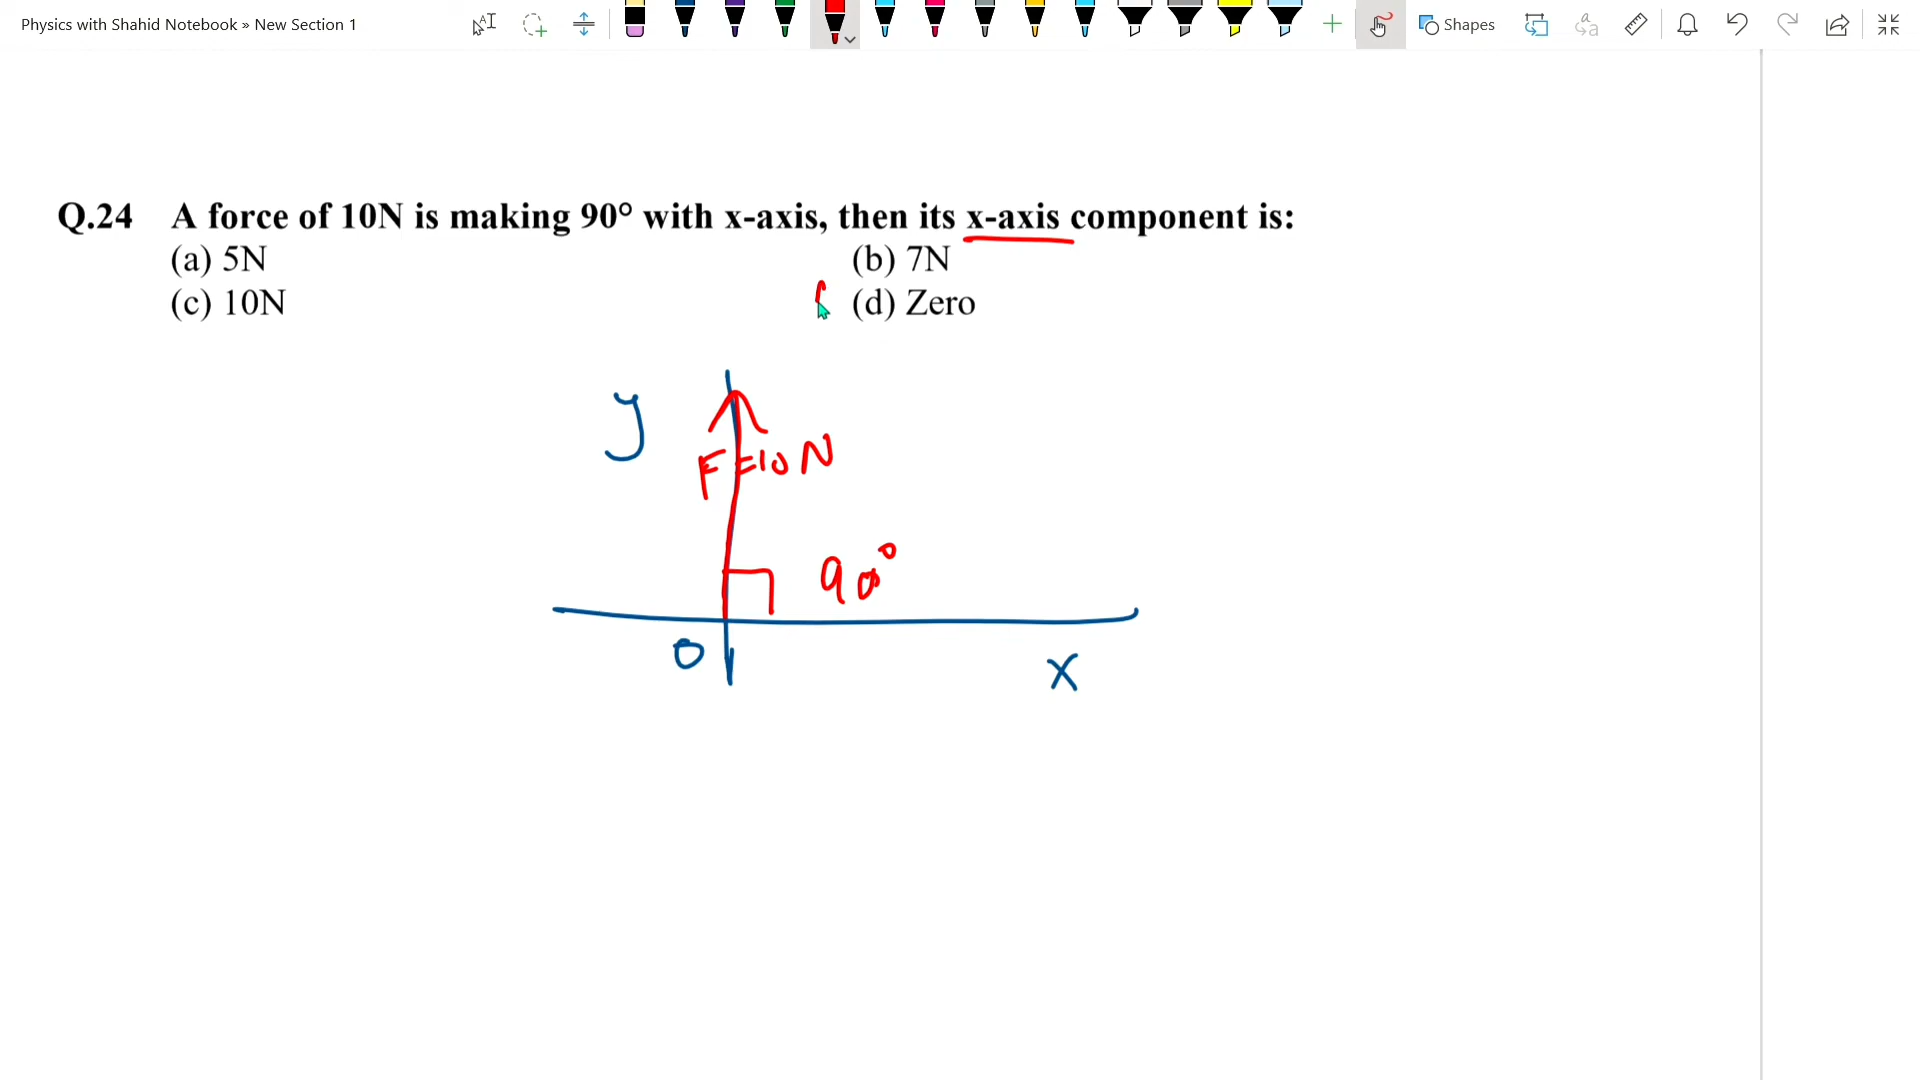 Physics with Shahid Notebook » New Section 1
Shapes
Q.24 A force of 10N is making 90° with x-axis, then its x-axis component is:
(a) 5N (b) 7N
(c) 10N (d) Zero
y
F=10N
90°
0
x